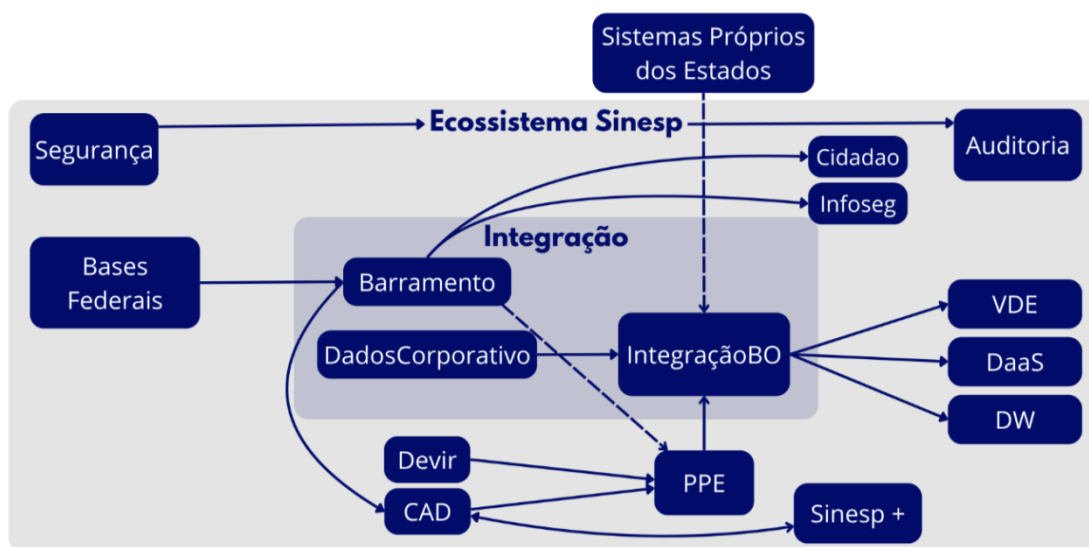 Sistemas Próprios
dos Estados
Ecossistema Sinesp
Segurança
Auditoria
Cidadao
Infoseg
Integração
Bases
Federais
Barramento
DadosCorporativo
IntegraçãoBO
VDE
DaaS
DW
Devir
CAD
PPE
Sinesp +